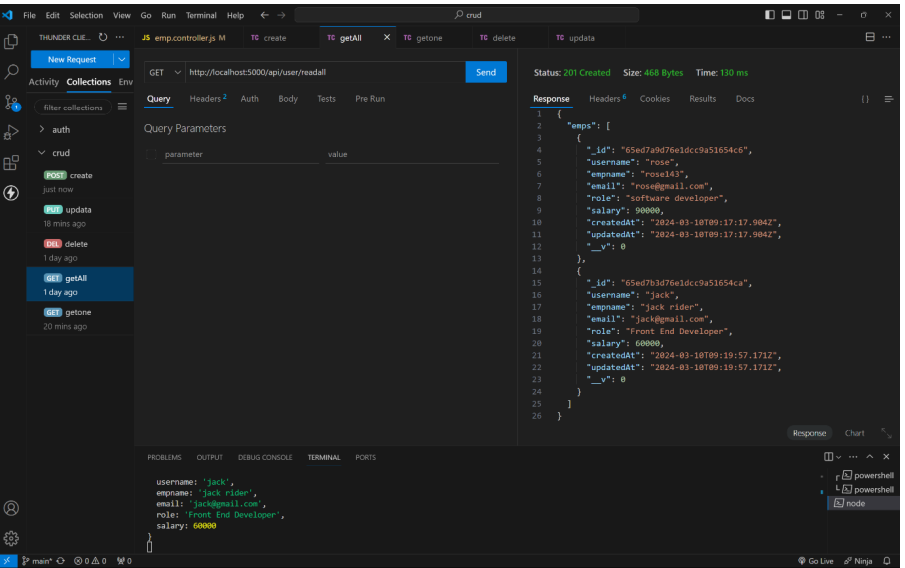 File Edit Selection View Go Run Terminal Help crud
THUNDER CLIE...
JS emp.controller.js M
TC create
TC getAll
TC getone
TC delete
TC updata
New Request
Activity Collections Env
filter collections
auth
crud
POST create
just now
PUT updata
18 mins ago
DEL delete
1 day ago
GET getAll
1 day ago
GET getone
20 mins ago
GET http://localhost:5000/api/user/readall Send
Query Headers 2 Auth Body Tests Pre Run
Query Parameters
parameter value
Status: 201 Created Size: 468 Bytes Time: 130 ms
Response Headers 6 Cookies Results Docs {}
1 {
2 "emps": [
3 {
4 "_id": "65ed7a9d76e1dcc9a51654c6",
5 "username": "rose",
6 "empname": "rose143",
7 "email": "rose@gmail.com",
8 "role": "software developer",
9 "salary": 90000,
10 "createdAt": "2024-03-10T09:17:17.904Z",
11 "updatedAt": "2024-03-10T09:17:17.904Z",
12 "__v": 0
13 },
14 {
15 "_id": "65ed7b3d76e1dcc9a51654ca",
16 "username": "jack",
17 "empname": "jack rider",
18 "email": "jack@gmail.com",
19 "role": "Front End Developer",
20 "salary": 60000,
21 "createdAt": "2024-03-10T09:19:57.171Z",
22 "updatedAt": "2024-03-10T09:19:57.171Z",
23 "__v": 0
24 }
25 ]
26 }
Response Chart
PROBLEMS OUTPUT DEBUG CONSOLE TERMINAL PORTS
username: 'jack',
empname: 'jack rider',
email: 'jack@gmail.com',
role: 'Front End Developer',
salary: 60000
}
powershell
powershell
node
main* 0 0 0 Go Live Ninja